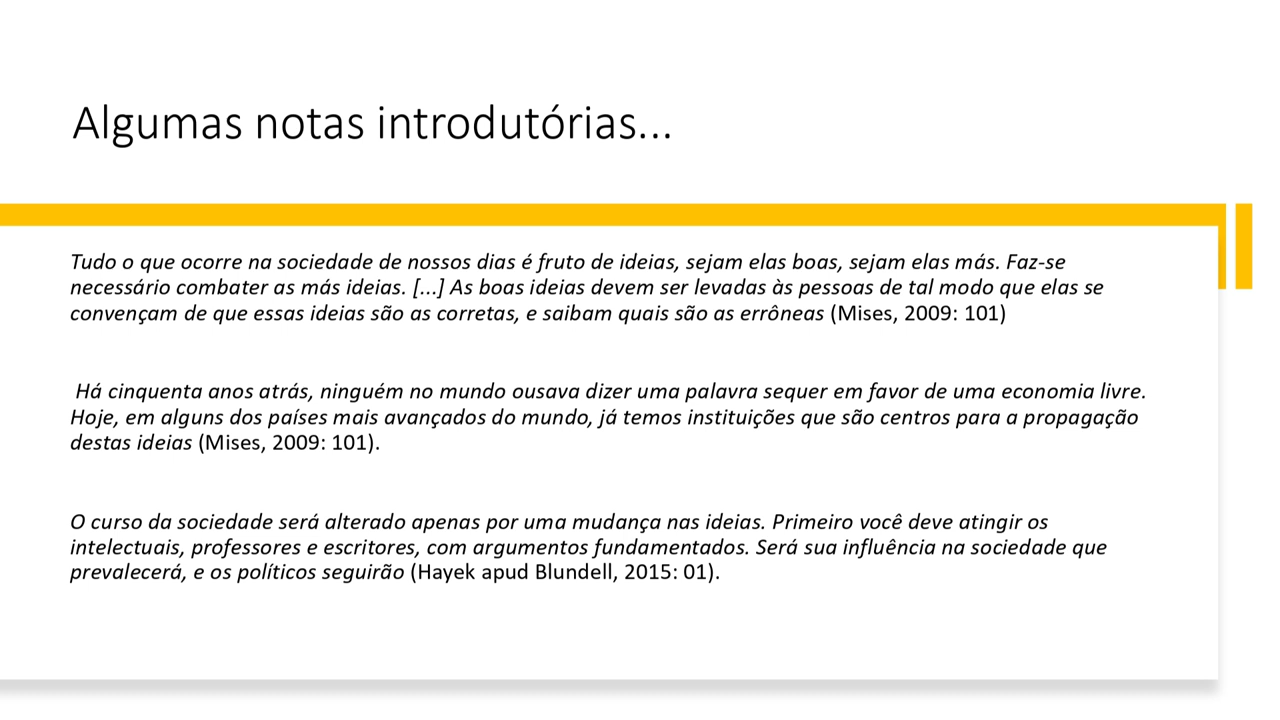 Algumas notas introdutórias...
Tudo o que ocorre na sociedade de nossos dias é fruto de ideias, sejam elas boas, sejam elas más. Faz-se
necessário combater as más ideias. [...] As boas ideias devem ser levadas às pessoas de tal modo que elas se
convençam de que essas ideias são as corretas, e saibam quais são as errôneas (Mises, 2009: 101)
Há cinquenta anos atrás, ninguém no mundo ousava dizer uma palavra sequer em favor de uma economia livre.
Hoje, em alguns dos países mais avançados do mundo, já temos instituições que são centros para a propagação
destas ideias (Mises, 2009: 101).
O curso da sociedade será alterado apenas por uma mudança nas ideias. Primeiro você deve atingir os
intelectuais, professores e escritores, com argumentos fundamentados. Será sua influência na sociedade que
prevalecerá, e os políticos seguirão (Hayek apud Blundell, 2015: 01).